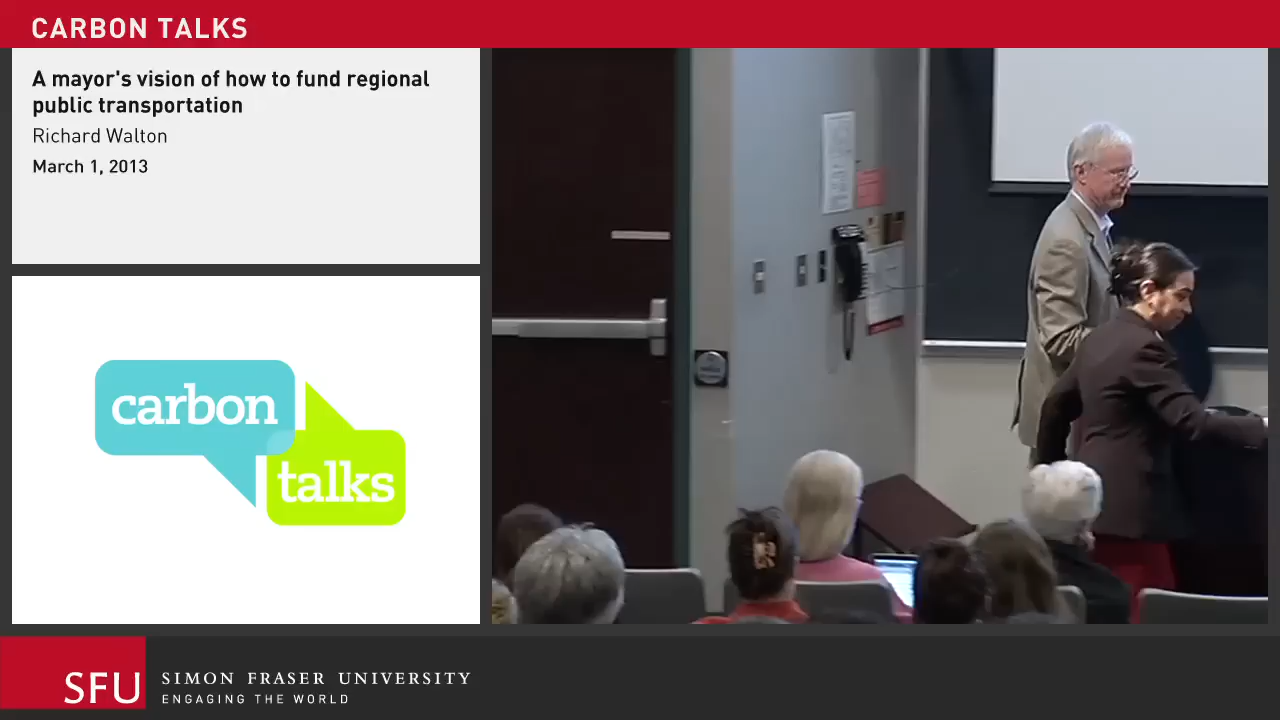 CARBON TALKS
A mayor's vision of how to fund regional
public transportation
Richard Walton
March 1, 2013
carbon
talks
SFU
SIMON FRASER UNIVERSITY
ENGAGING THE WORLD